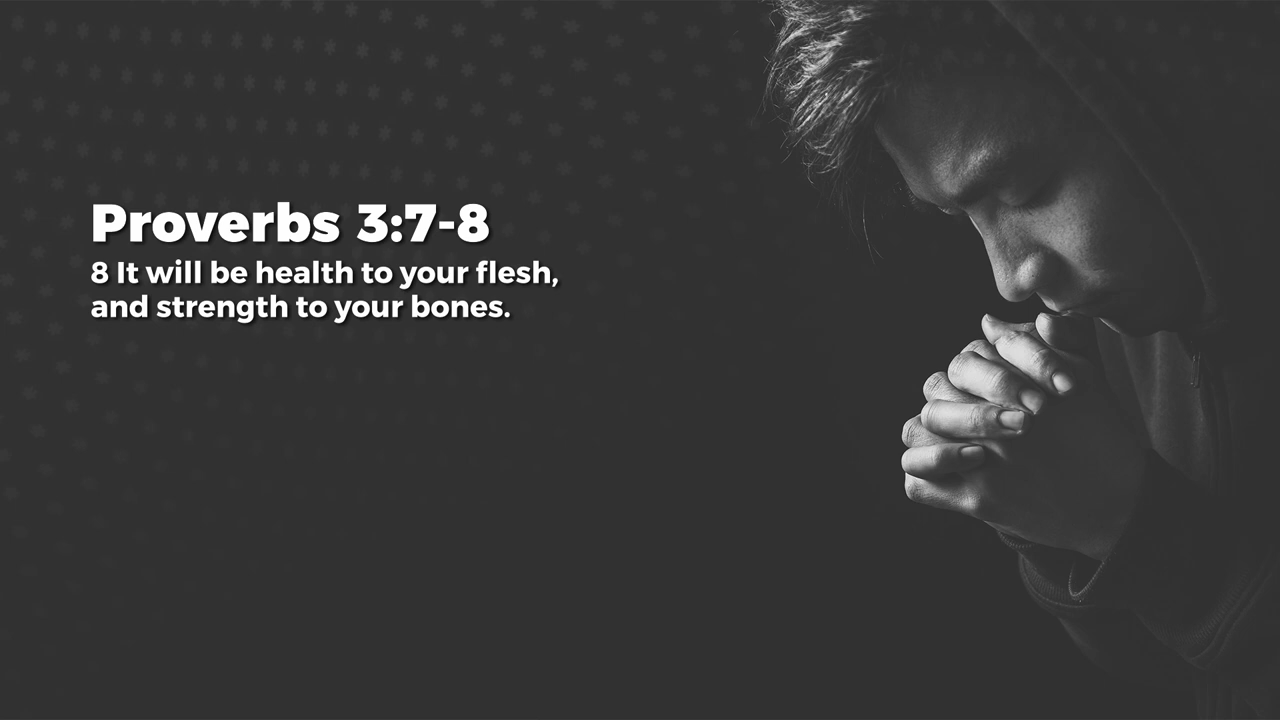 Proverbs 3:7-8
8 It will be health to your flesh,
and strength to your bones.